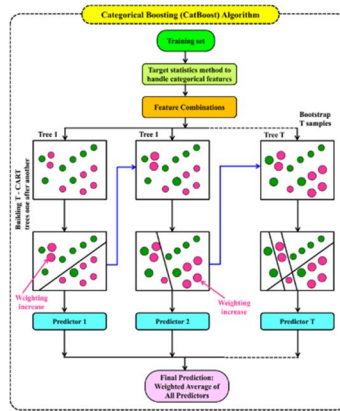 Categorical Boosting (CatBoost) Algorithm
Training set
Target statistics method to
handle categorical features
Feature Combinations
Bootstrap
T samples
Tree 1
Tree 1
Tree T
Building T - CART
trees one after another
Weighting
increase
Weighting
increase
Predictor 1
Predictor 2
Predictor T
Final Prediction:
Weighted Average of
All Predictors